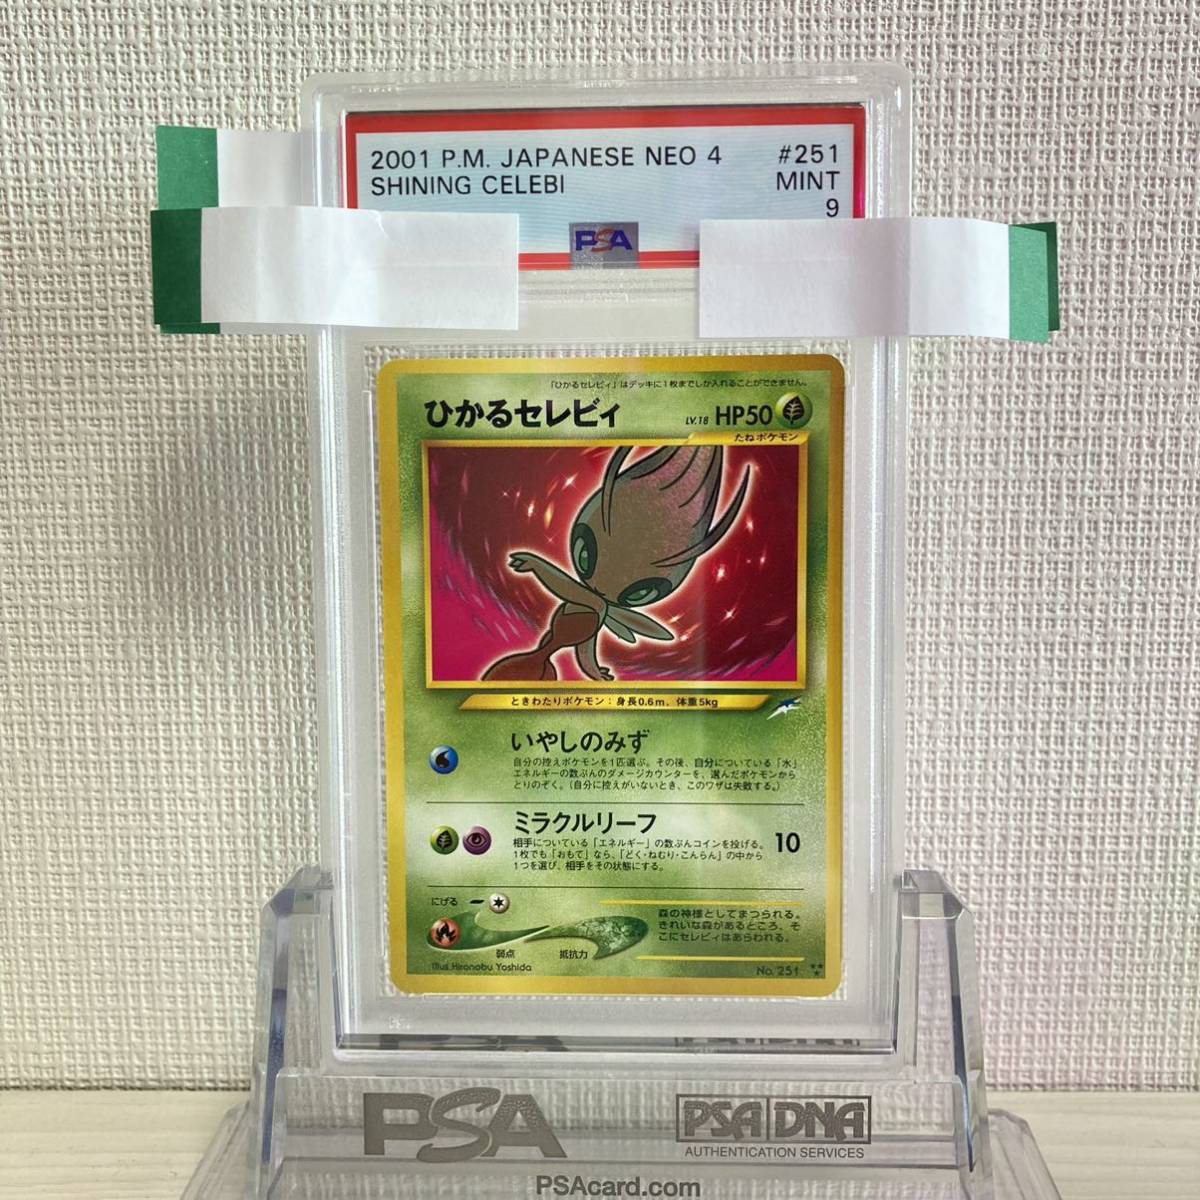 2001 P.M. JAPANESE NEO 4 #251
SHINING CELEBI MINT
9
PSA
「ひかるセレビィ」はデッキに1枚までしか入れることができません。
ひかるセレビィ LV.18 HP50
たねポケモン
ときわたりポケモン：身長0.6m、体重5kg
いやしのみず
自分の控えポケモンを1匹選ぶ。その後、自分についている「水」
エネルギーの数ぶんのダメージカウンターを、選んだポケモンから
とりのぞく。（自分に控えがいないとき、このワザは失敗する。）
ミラクルリーフ 10
相手についている「エネルギー」の数ぶんコインを投げる。
1枚でも「おもて」なら、「どく・ねむり・こんらん」の中から
1つを選び、相手をその状態にする。
にげる
弱点 抵抗力
森の神様としてまつられる。
きれいな森があるところ、そ
こにセレビィはあらわれる。
Illus. Hironobu Yoshida No. 251
PSA PSA DNA
AUTHENTICATION SERVICES
PSAcard.com